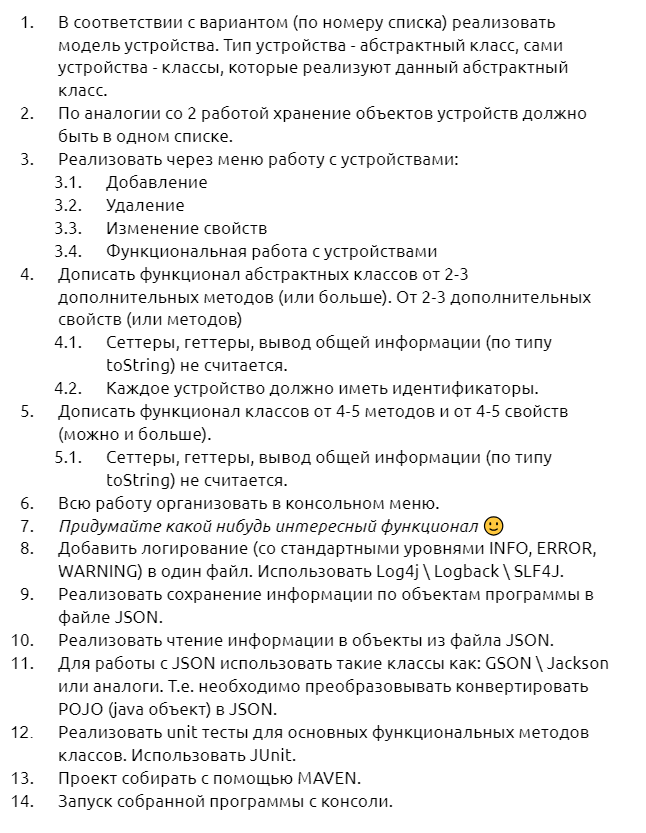 1. В соответствии с вариантом (по номеру списка) реализовать
модель устройства. Тип устройства - абстрактный класс, сами
устройства - классы, которые реализуют данный абстрактный
класс.
2. По аналогии со 2 работой хранение объектов устройств должно
быть в одном списке.
3. Реализовать через меню работу с устройствами:
3.1. Добавление
3.2. Удаление
3.3. Изменение свойств
3.4. Функциональная работа с устройствами
4. Дописать функционал абстрактных классов от 2-3
дополнительных методов (или больше). От 2-3 дополнительных
свойств (или методов)
4.1. Сеттеры, геттеры, вывод общей информации (по типу
toString) не считается.
4.2. Каждое устройство должно иметь идентификаторы.
5. Дописать функционал классов от 4-5 методов и от 4-5 свойств
(можно и больше).
5.1. Сеттеры, геттеры, вывод общей информации (по типу
toString) не считается.
6. Всю работу организовать в консольном меню.
7. Придумайте какой нибудь интересный функционал 🙂
8. Добавить логирование (со стандартными уровнями INFO, ERROR,
WARNING) в один файл. Использовать Log4j \ Logback \ SLF4J.
9. Реализовать сохранение информации по объектам программы в
файле JSON.
10. Реализовать чтение информации в объекты из файла JSON.
11. Для работы с JSON использовать такие классы как: GSON \ Jackson
или аналоги. Т.е. необходимо преобразовывать конвертировать
POJO (java объект) в JSON.
12. Реализовать unit тесты для основных функциональных методов
классов. Использовать JUnit.
13. Проект собирать с помощью MAVEN.
14. Запуск собранной программы с консоли.